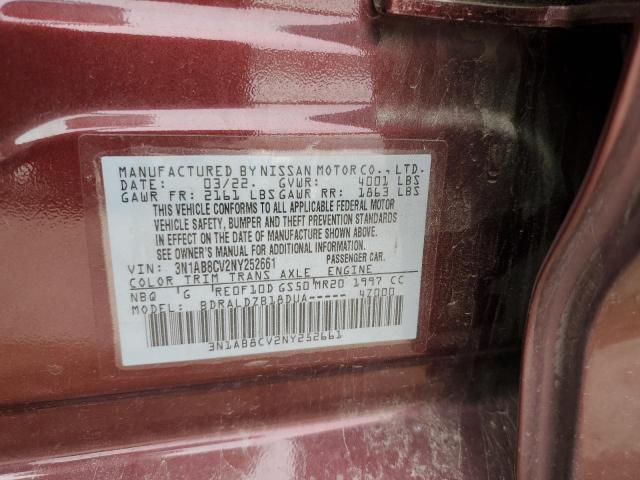 MANUFACTURED BY NISSAN MOTOR CO., LTD.
DATE: 03/22. GVWR: 4001 LBS
GAWR FR: 2161 LBS GAWR RR: 1663 LBS
THIS VEHICLE CONFORMS TO ALL APPLICABLE FEDERAL MOTOR
VEHICLE SAFETY, BUMPER AND THEFT PREVENTION STANDARDS
IN EFFECT ON THE DATE OF MANUFACTURE SHOWN ABOVE.
SEE OWNER'S MANUAL FOR ADDITIONAL INFORMATION.
VIN: 3N1AB8CV2NY252661 PASSENGER CAR.
COLOR TRIM TRANS AXLE ENGINE
NBQ G RE0F10D GS50 MR20 1997 CC
MODEL: BDRALDZB18DUA----- 4Z000
3N1AB8CV2NY252661